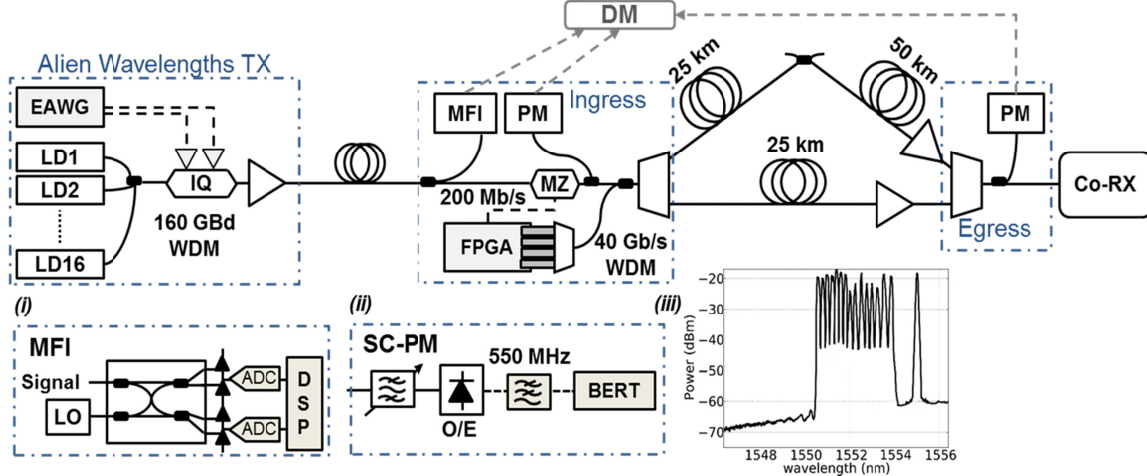 DM
Alien Wavelengths TX
EAWG
LD1
LD2
LD16
IQ
160 GBd
WDM
MFI
PM
Ingress
200 Mb/s
MZ
FPGA
40 Gb/s
WDM
25 km
50 km
25 km
PM
Egress
Co-RX
(i)
MFI
Signal
LO
ADC
ADC
D
S
P
(ii)
SC-PM
550 MHz
BERT
O/E
(iii)
Power (dBm)
−20
−30
−40
−50
−60
−70
1548 1550 1552 1554 1556
wavelength (nm)